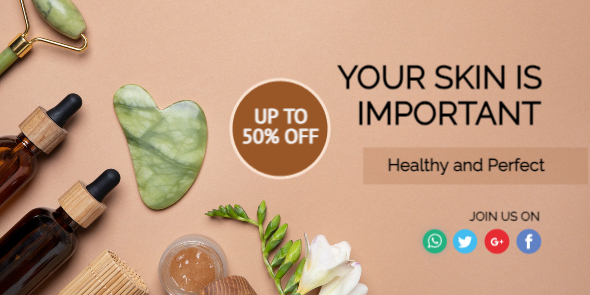 YOUR SKIN IS
IMPORTANT
UP TO
50% OFF
Healthy and Perfect
JOIN US ON
G+
f